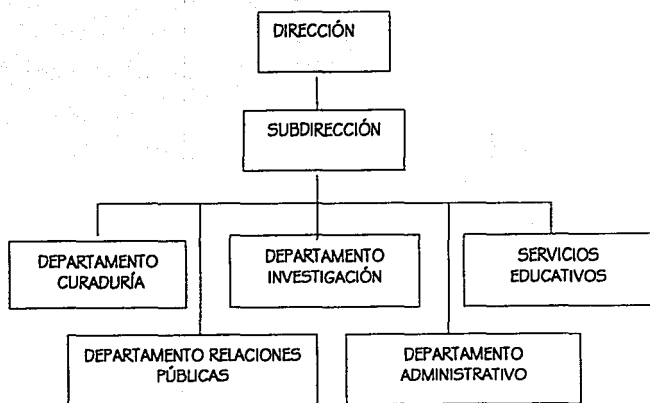 DIRECCIÓN
SUBDIRECCIÓN
DEPARTAMENTO
CURADURÍA
DEPARTAMENTO
INVESTIGACIÓN
SERVICIOS
EDUCATIVOS
DEPARTAMENTO RELACIONES
PÚBLICAS
DEPARTAMENTO
ADMINISTRATIVO